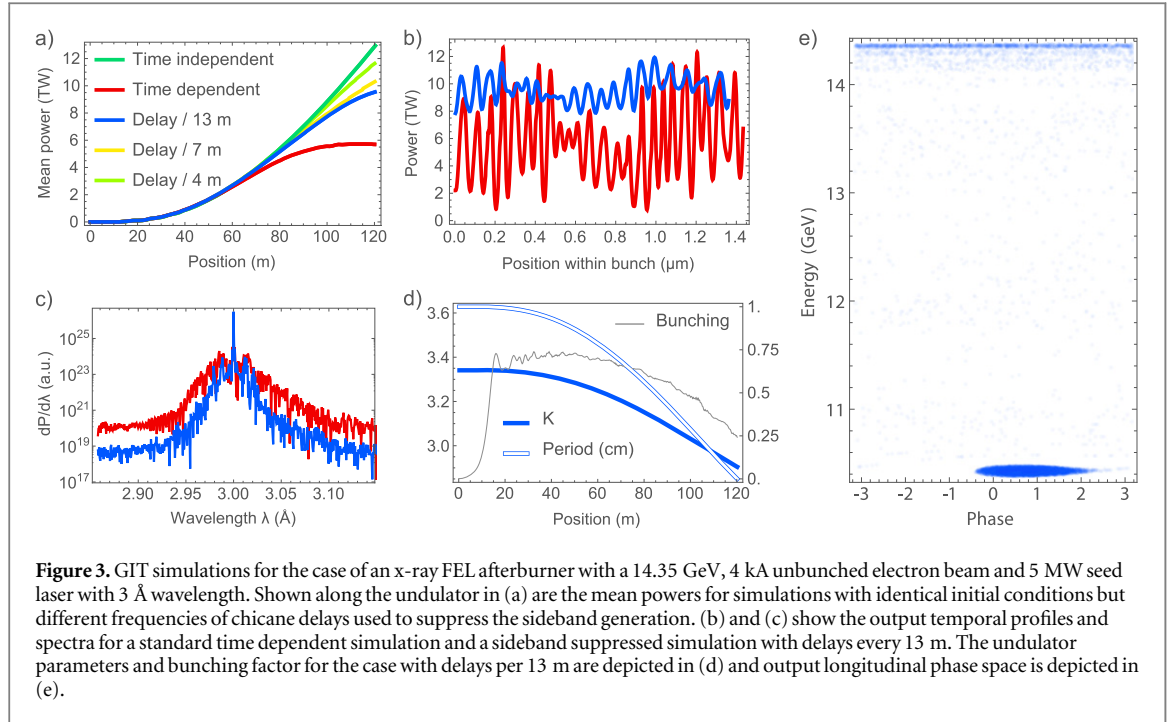 a)
12
10
8
6
4
2
0
Mean power (TW)
Time independent
Time dependent
Delay / 13 m
Delay / 7 m
Delay / 4 m
0 20 40 60 80 100 120
Position (m)
b)
12
10
8
6
4
2
0
Power (TW)
0.0 0.2 0.4 0.6 0.8 1.0 1.2 1.4
Position within bunch (μm)
c)
10^25
10^23
10^21
10^19
10^17
dP/dλ (a.u.)
2.90 2.95 3.00 3.05 3.10
Wavelength λ (Å)
d)
3.6
3.4
3.2
3.0
Bunching
K
Period (cm)
1.
0.75
0.5
0.25
0.
0 20 40 60 80 100 120
Position (m)
e)
14
13
12
11
Energy (GeV)
-3 -2 -1 0 1 2 3
Phase
Figure 3. GIT simulations for the case of an x-ray FEL afterburner with a 14.35 GeV, 4 kA unbunched electron beam and 5 MW seed
laser with 3 Å wavelength. Shown along the undulator in (a) are the mean powers for simulations with identical initial conditions but
different frequencies of chicane delays used to suppress the sideband generation. (b) and (c) show the output temporal profiles and
spectra for a standard time dependent simulation and a sideband suppressed simulation with delays every 13 m. The undulator
parameters and bunching factor for the case with delays per 13 m are depicted in (d) and output longitudinal phase space is depicted in
(e).